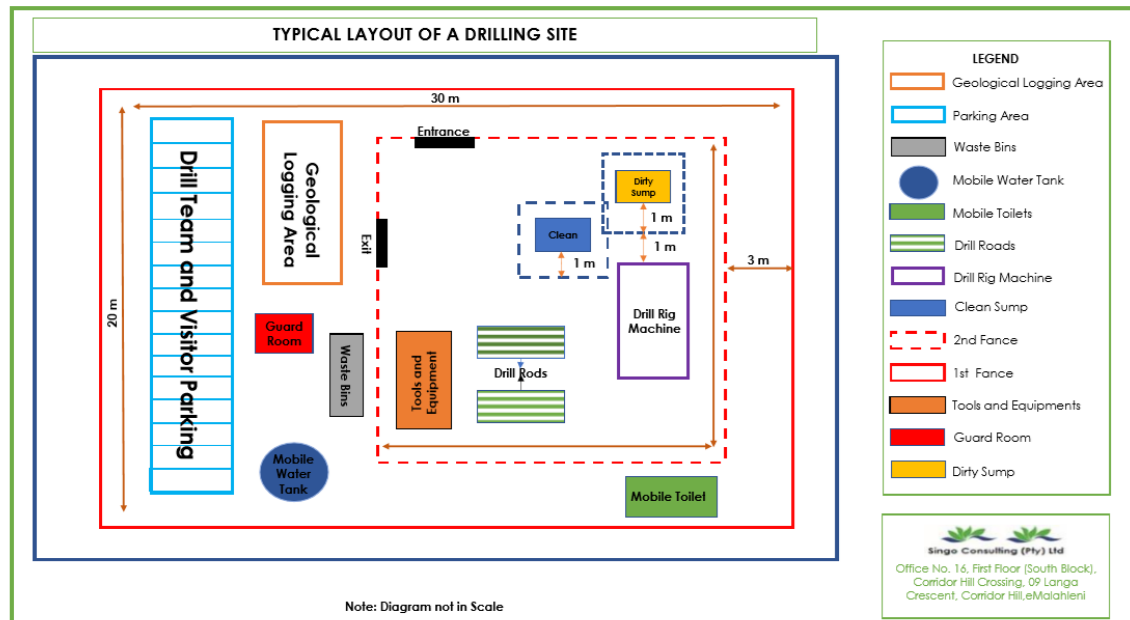 TYPICAL LAYOUT OF A DRILLING SITE
30 m
20 m
Drill Team and Visitor Parking
Geological
Logging Area
Entrance
Exit
Dirty
Sump
1 m
Clean
1 m
1 m
3 m
Drill Rig
Machine
Guard
Room
Waste Bins
Tools and
Equipment
Drill Rods
Mobile
Water
Tank
Mobile Toilet
Note: Diagram not in Scale
LEGEND
Geological Logging Area
Parking Area
Waste Bins
Mobile Water Tank
Mobile Toilets
Drill Roads
Drill Rig Machine
Clean Sump
2nd Fance
1st Fance
Tools and Equipments
Guard Room
Dirty Sump
Singo Consulting (Pty) Ltd
Office No. 16, First Floor (South Block),
Corridor Hill Crossing, 09 Langa
Crescent, Corridor Hill,eMalahleni